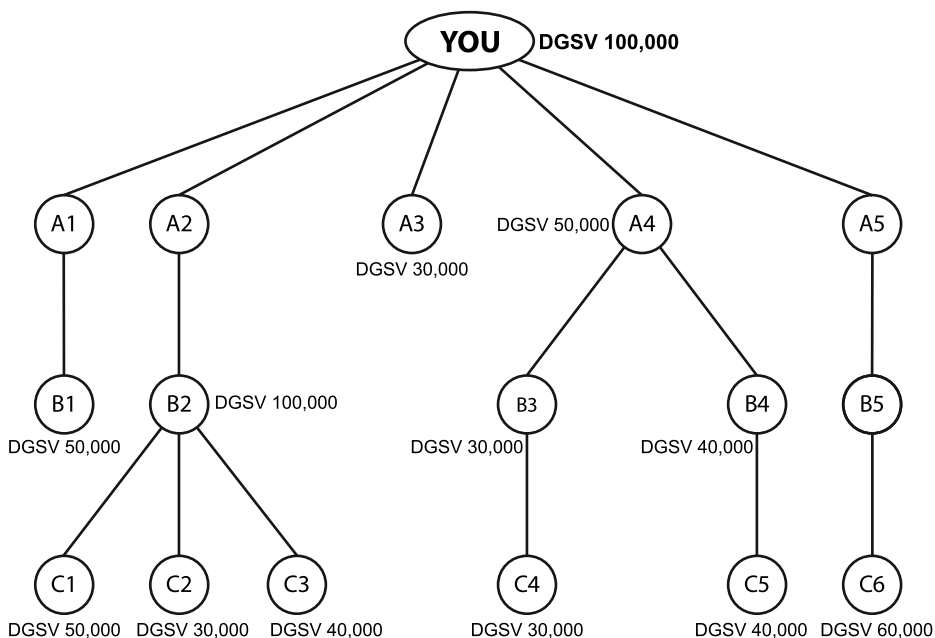 YOU DGSV 100,000
A1
A2
A3
DGSV 30,000
DGSV 50,000 A4
A5
B1
DGSV 50,000
B2 DGSV 100,000
B3
DGSV 30,000
B4
DGSV 40,000
B5
C1
DGSV 50,000
C2
DGSV 30,000
C3
DGSV 40,000
C4
DGSV 30,000
C5
DGSV 40,000
C6
DGSV 60,000